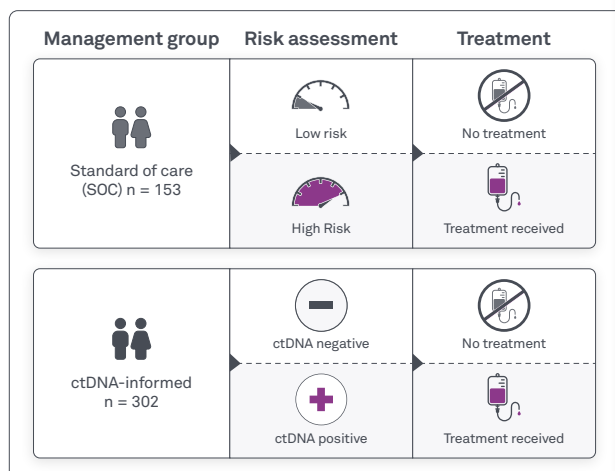 Management group
Risk assessment
Treatment
Standard of care
(SOC) n = 153
Low risk
No treatment
High Risk
Treatment received
ctDNA-informed
n = 302
ctDNA negative
No treatment
ctDNA positive
Treatment received